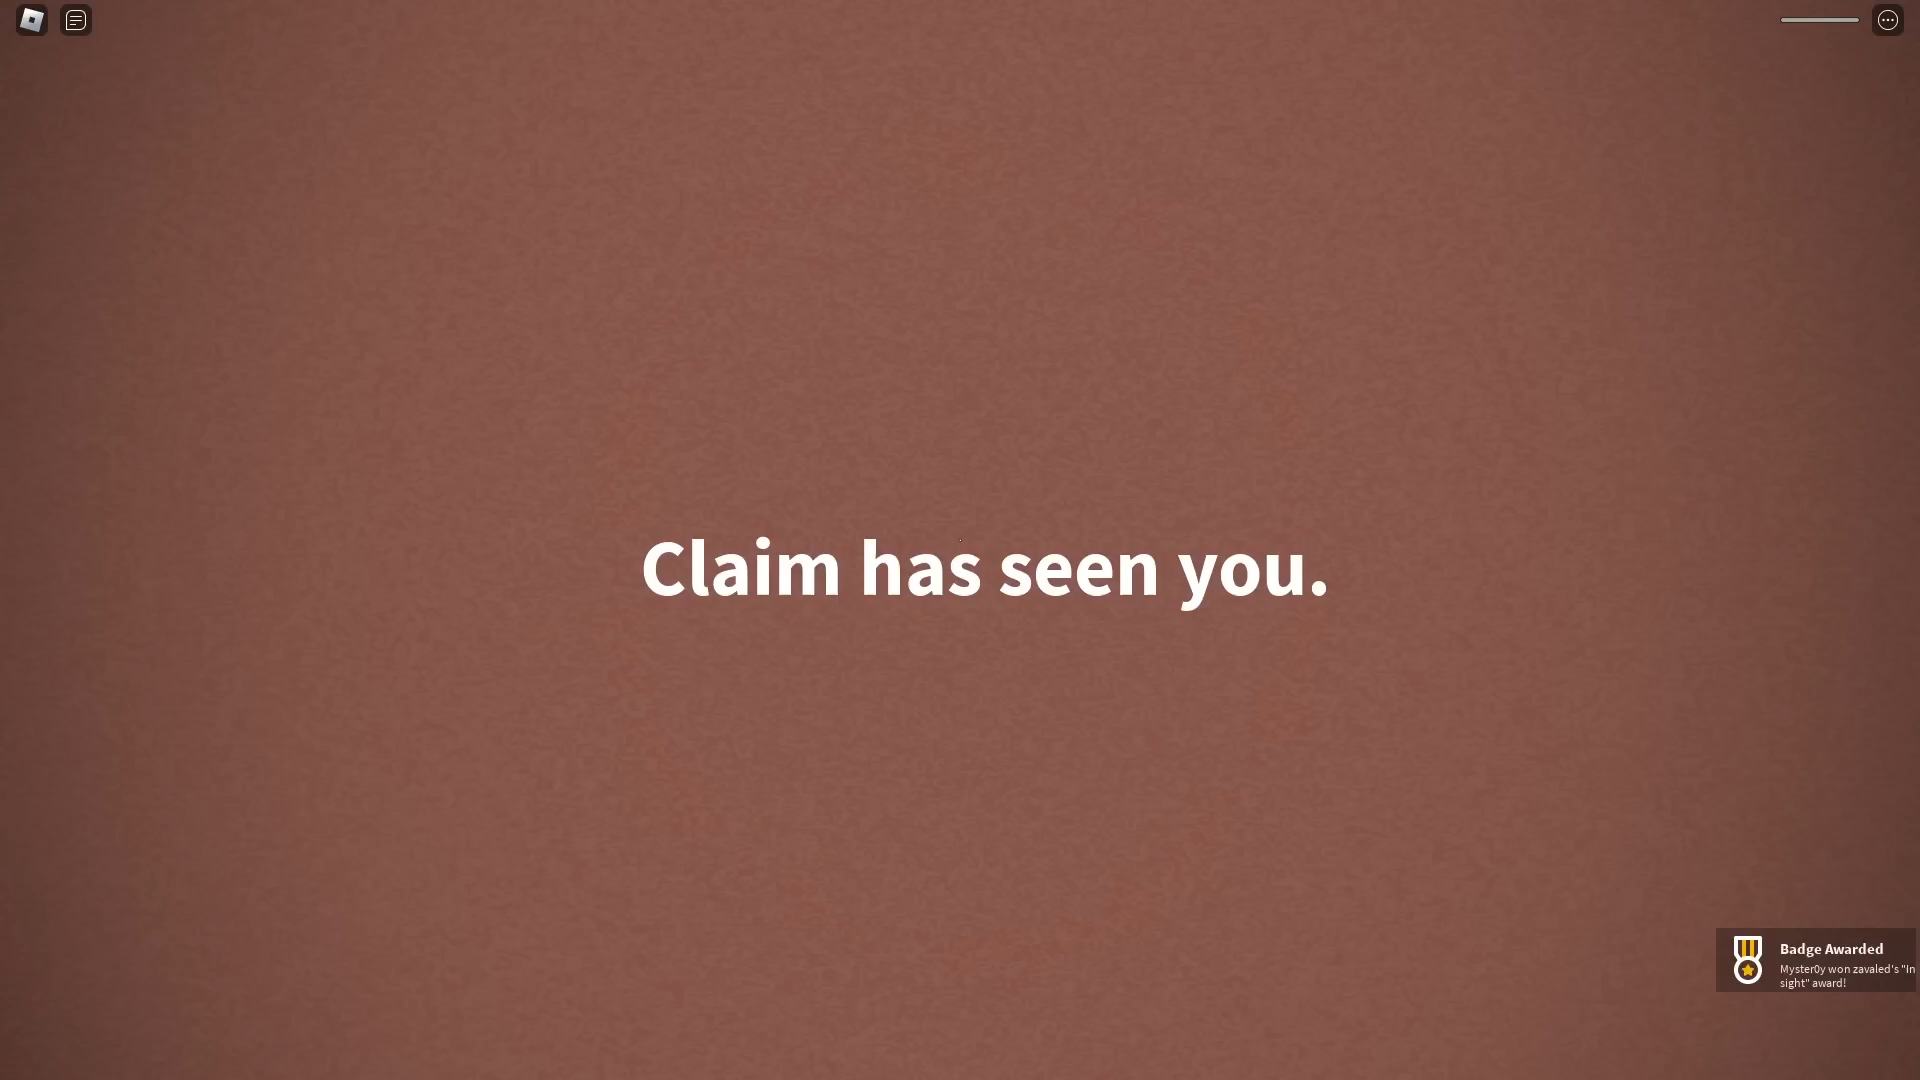 Claim has seen you.
Badge Awarded
Myster0y won zavaled's "In
sight" award!